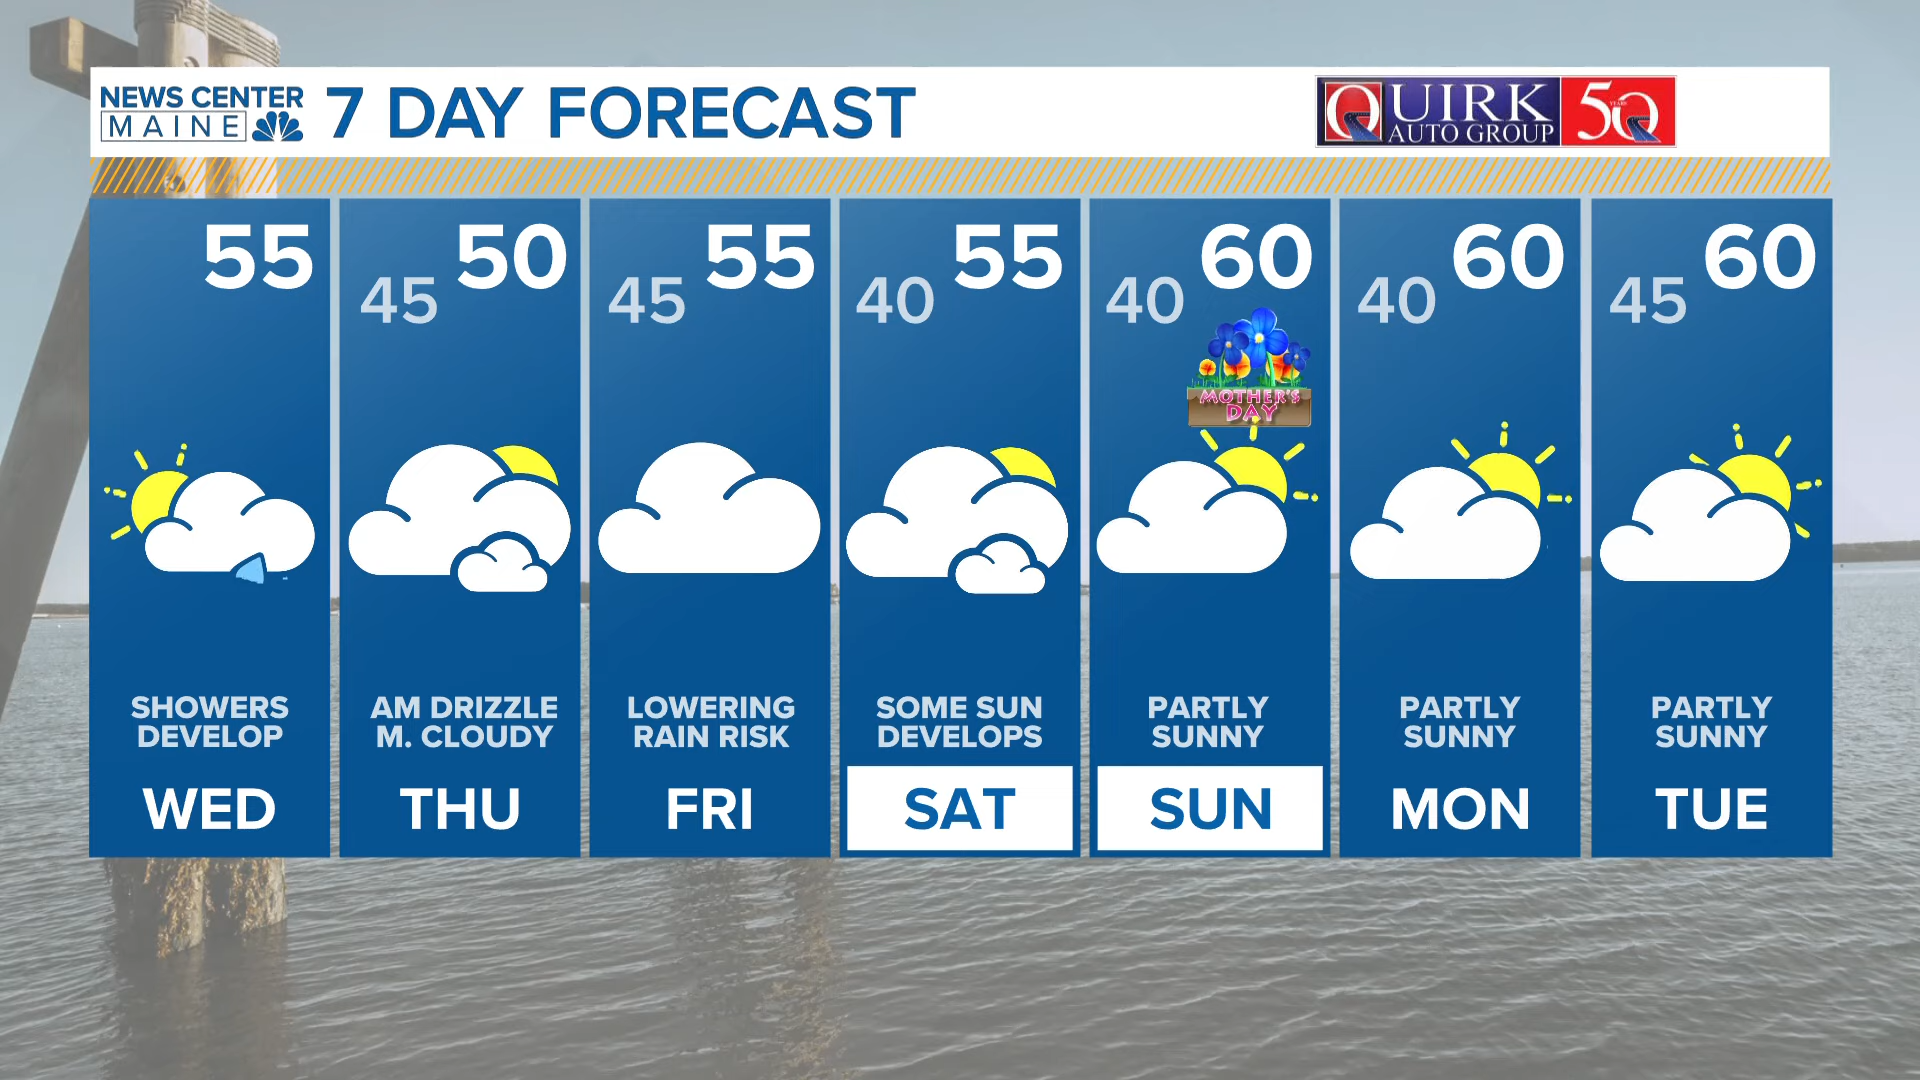 NEWS CENTER
MAINE
7 DAY FORECAST
QUIRK
AUTO GROUP
50
YEARS
55
SHOWERS
DEVELOP
WED
45 50
AM DRIZZLE
M. CLOUDY
THU
45 55
LOWERING
RAIN RISK
FRI
40 55
SOME SUN
DEVELOPS
SAT
40 60
MOTHER'S
DAY
PARTLY
SUNNY
SUN
40 60
PARTLY
SUNNY
MON
45 60
PARTLY
SUNNY
TUE